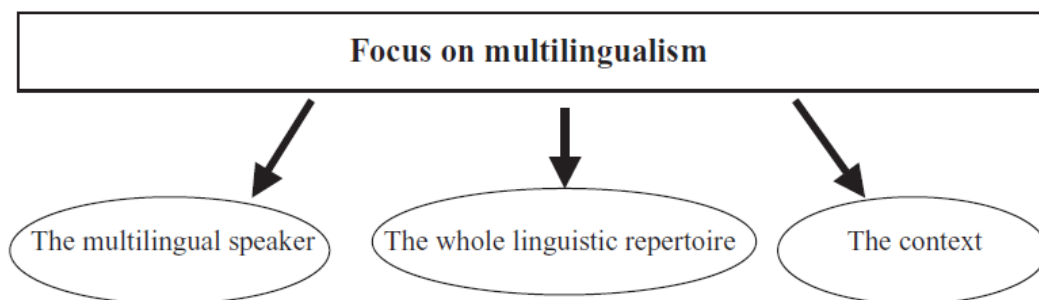 Focus on multilingualism
The multilingual speaker
The whole linguistic repertoire
The context